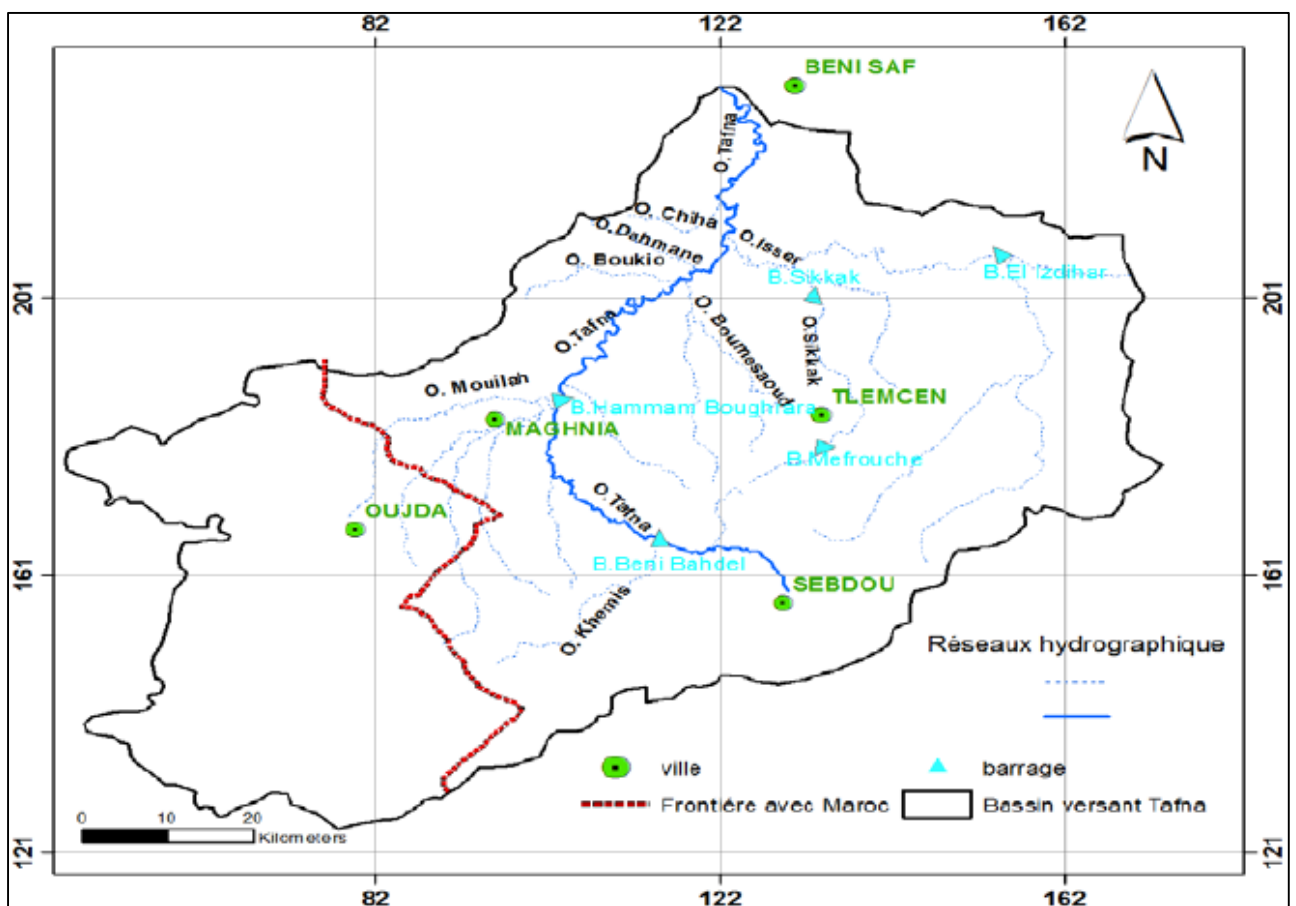 82 122 162
BENI SAF
N
O.Tafna
O. Chiha
O.Isser
O.Dahmane
O. Boukio
B.Sikkak
B.El Izdihar
201 201
O.Tafna
O. Boumesaoud
O.Sikkak
O. Mouilah
B.Hammam Boughrara
TLEMCEN
MAGHNIA
B.Mefrouche
O.Tafna
OUJDA
B.Beni Bahdel
161 161
SEBDOU
O. Khemis
Réseaux hydrographique
ville
barrage
Frontiére avec Maroc
Bassin versant Tafna
0 10 20
Kilometers
121 121
82 122 162